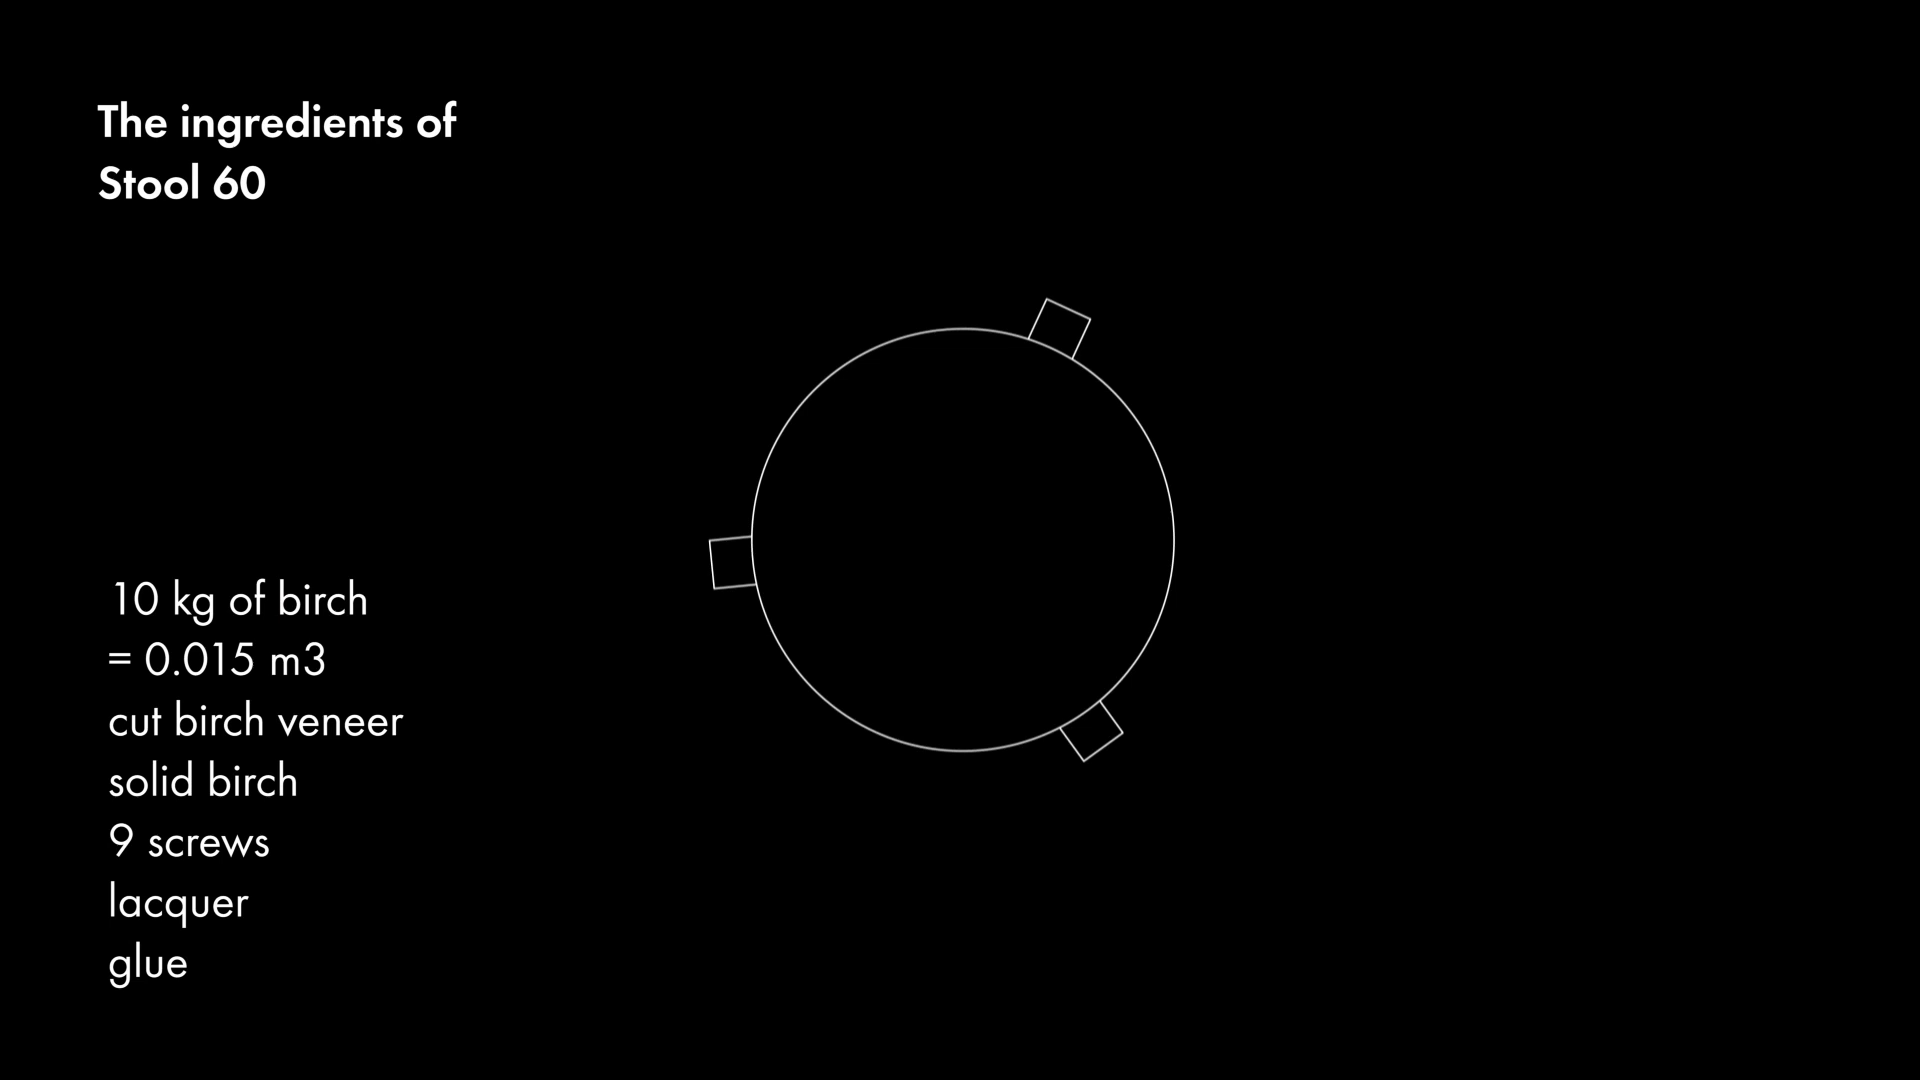 The ingredients of
Stool 60
10 kg of birch
= 0.015 m3
cut birch veneer
solid birch
9 screws
lacquer
glue